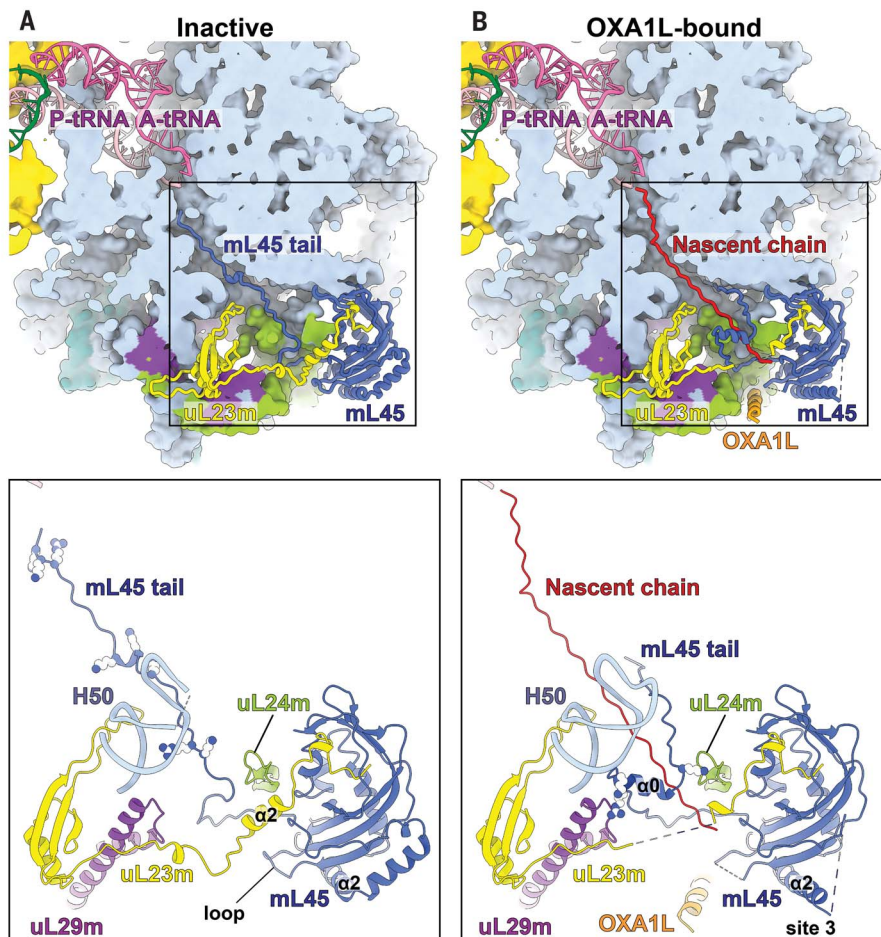 A
Inactive
P-tRNA A-tRNA
mL45 tail
uL23m
mL45
B
OXA1L-bound
P-tRNA A-tRNA
Nascent chain
uL23m
mL45
OXA1L
mL45 tail
H50
uL24m
α2
uL23m
α2
loop
mL45
uL29m
Nascent chain
mL45 tail
H50
uL24m
α0
uL23m
mL45
α2
OXA1L
site 3
uL29m